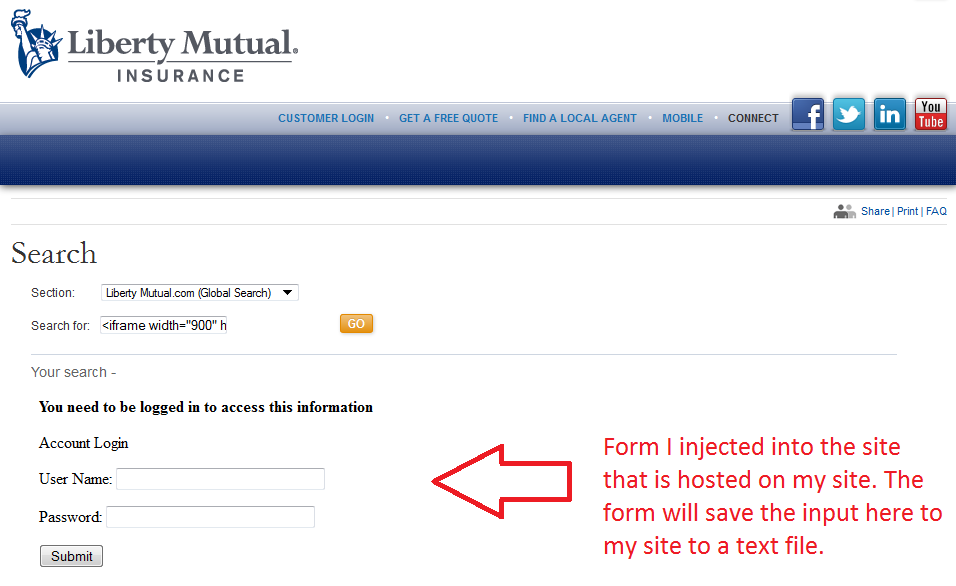 Liberty Mutual.
INSURANCE
CUSTOMER LOGIN • GET A FREE QUOTE • FIND A LOCAL AGENT • MOBILE • CONNECT f in You Tube
Share | Print | FAQ
Search
Section: Liberty Mutual.com (Global Search)
Search for: <iframe width="900" h GO
Your search -
You need to be logged in to access this information
Account Login
User Name:
Password:
Submit
Form I injected into the site
that is hosted on my site. The
form will save the input here to
my site to a text file.